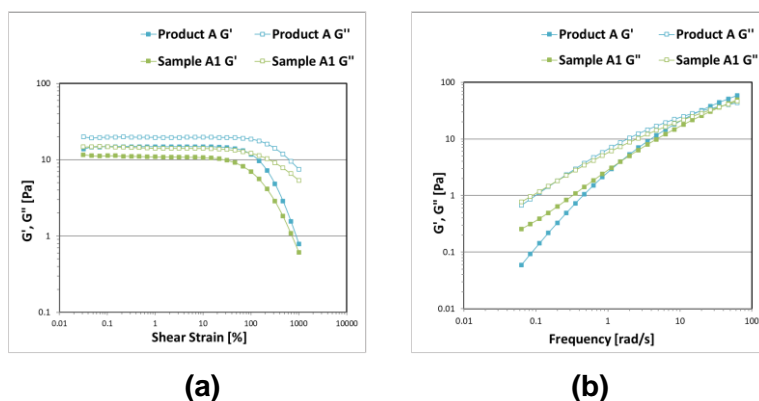 Product A G' Product A G"
Sample A1 G' Sample A1 G"
100
10
1
0.1
G', G" [Pa]
0.01 0.1 1 10 100 1000 10000
Shear Strain [%]
(a)
Product A G' Product A G"
Sample A1 G" Sample A1 G"
100
10
1
0.1
0.01
G', G" [Pa]
0.01 0.1 1 10 100
Frequency [rad/s]
(b)